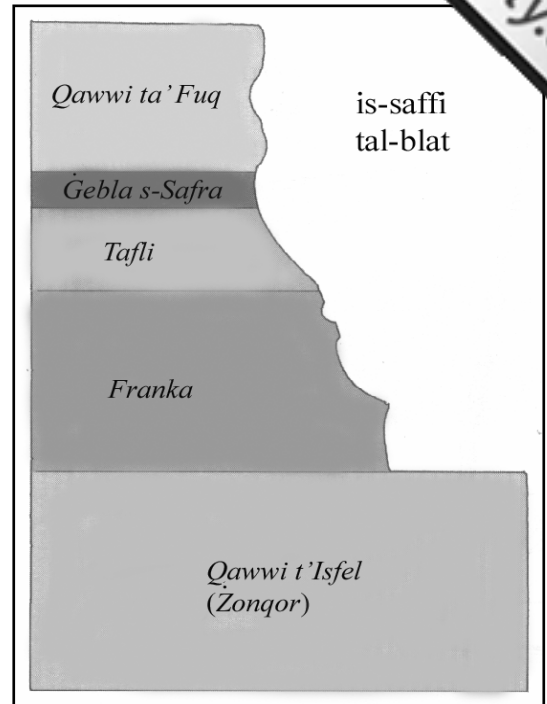 Qawwi ta’ Fuq
is-saffi
tal-blat
Ġebla s-Safra
Tafli
Franka
Qawwi t’Isfel
(Żonqor)